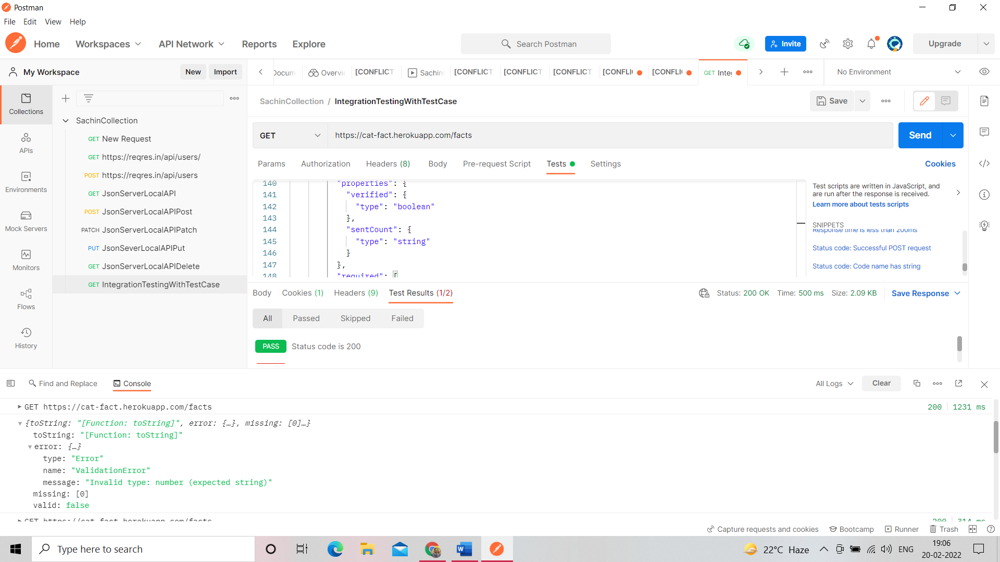 Postman
File Edit View Help
Home Workspaces API Network Reports Explore Search Postman Invite Upgrade
My Workspace New Import Docum Overvi [CONFLICT Sachin [CONFLICT [CONFLICT [CONFLICT [CONFLI [CONFLI GET Inte No Environment
Collections
APIs
Environments
Mock Servers
Monitors
Flows
History
SachinCollection
GET New Request
GET https://reqres.in/api/users/
POST https://reqres.in/api/users
GET JsonServerLocalAPI
POST JsonServerLocalAPIPost
PATCH JsonServerLocalAPIPatch
PUT JsonSeverLocalAPIPut
GET JsonServerLocalAPIDelete
GET IntegrationTestingWithTestCase
SachinCollection / IntegrationTestingWithTestCase Save
GET https://cat-fact.herokuapp.com/facts Send
Params Authorization Headers (8) Body Pre-request Script Tests Settings Cookies
140 "properties": {
141 "verified": {
142 "type": "boolean"
143 },
144 "sentCount": {
145 "type": "string"
146 }
147 },
148 "required": [
Test scripts are written in JavaScript, and
are run after the response is received.
Learn more about tests scripts
SNIPPETS
Response time is less than 200ms
Status code: Successful POST request
Status code: Code name has string
Body Cookies (1) Headers (9) Test Results (1/2) Status: 200 OK Time: 500 ms Size: 2.09 KB Save Response
All Passed Skipped Failed
PASS Status code is 200
Find and Replace Console All Logs Clear
GET https://cat-fact.herokuapp.com/facts 200 1231 ms
{toString: "[Function: toString]", error: {…}, missing: [0]…}
toString: "[Function: toString]"
error: {…}
type: "Error"
name: "ValidationError"
message: "Invalid type: number (expected string)"
missing: [0]
valid: false
GET https://cat-fact.herokuapp.com/facts 200 314 ms
Capture requests and cookies Bootcamp Runner Trash
Type here to search 22°C Haze ENG 19:06
20-02-2022